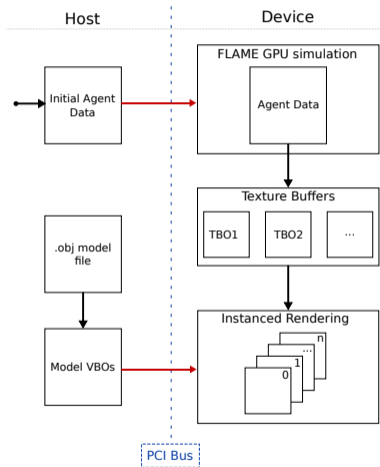 Host
Device
FLAME GPU simulation
Initial Agent
Data
Agent Data
Texture Buffers
TBO1
TBO2
...
.obj model
file
Instanced Rendering
n
...
1
0
Model VBOs
PCI Bus